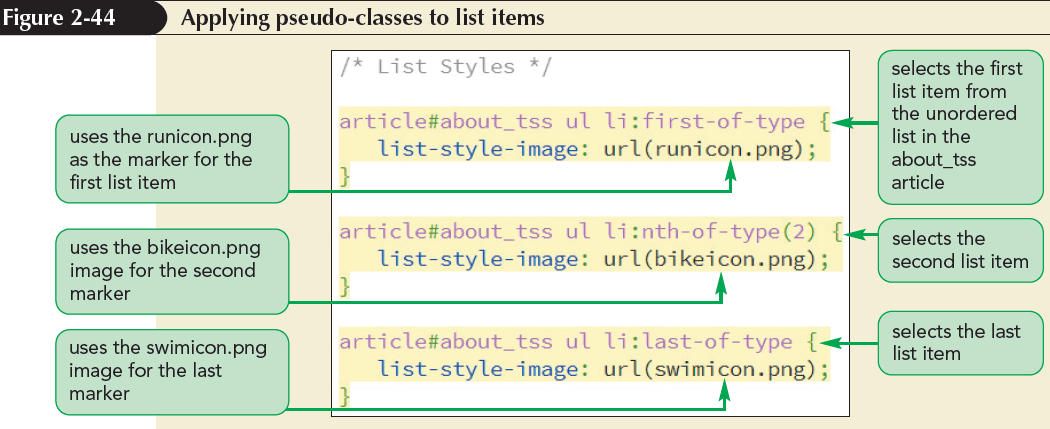 Figure 2-44
Applying pseudo-classes to list items
/* List Styles */
article#about_tss ul li:first-of-type {
list-style-image: url(runicon.png);
}
article#about_tss ul li:nth-of-type(2) {
list-style-image: url(bikeicon.png);
}
article#about_tss ul li:last-of-type {
list-style-image: url(swimicon.png);
}
uses the runicon.png
as the marker for the
first list item
uses the bikeicon.png
image for the second
marker
uses the swimicon.png
image for the last
marker
selects the first
list item from
the unordered
list in the
about_tss
article
selects the
second list item
selects the last
list item